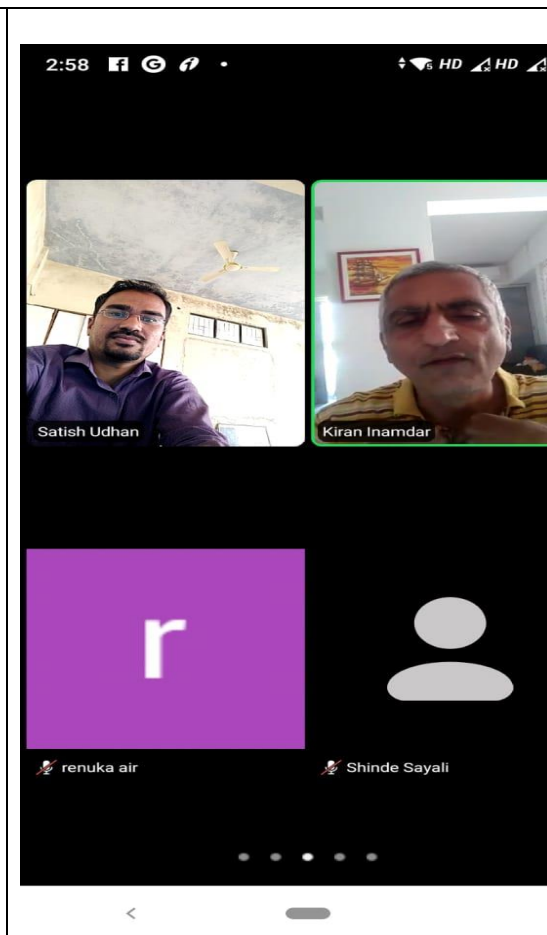 2:58 HD HD
Satish Udhan
Kiran Inamdar
r
renuka air
Shinde Sayali